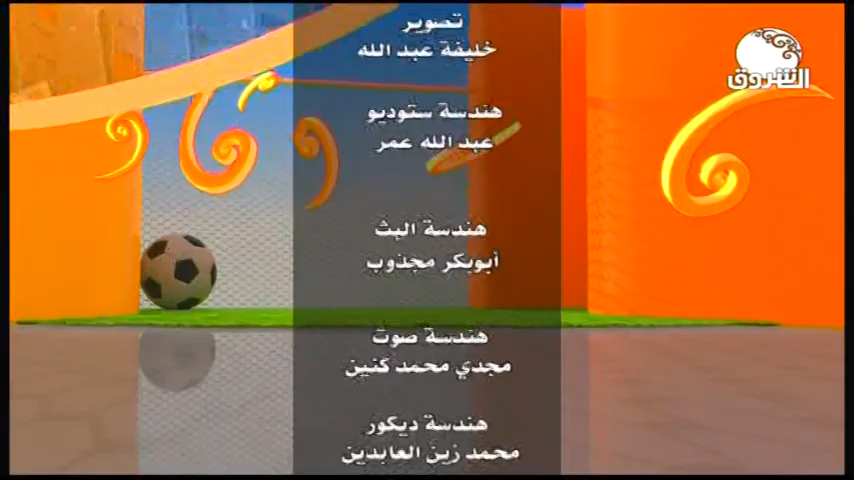 تصوير
خليفة عبد الله
الشروق
هندسة ستوديو
عبد الله عمر
هندسة البث
أبوبكر مجذوب
هندسة صوت
مجدي محمد كنين
هندسة ديكور
محمد زين العابدين